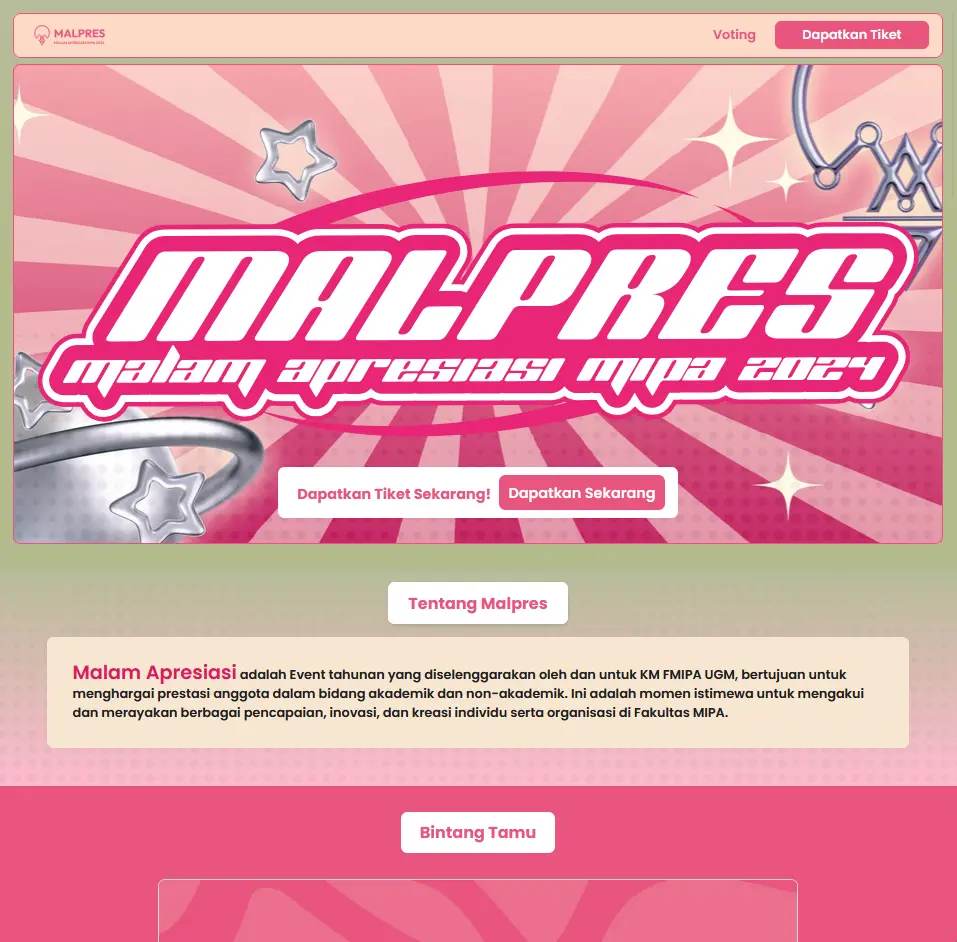 MALPRES
MALAM APRESIASI MIPA 2024
Voting
Dapatkan Tiket
MALPRES
malam apresiasi mipa 2024
Dapatkan Tiket Sekarang!
Dapatkan Sekarang
Tentang Malpres
Malam Apresiasi adalah Event tahunan yang diselenggarakan oleh dan untuk KM FMIPA UGM, bertujuan untuk
menghargai prestasi anggota dalam bidang akademik dan non-akademik. Ini adalah momen istimewa untuk mengakui
dan merayakan berbagai pencapaian, inovasi, dan kreasi individu serta organisasi di Fakultas MIPA.
Bintang Tamu